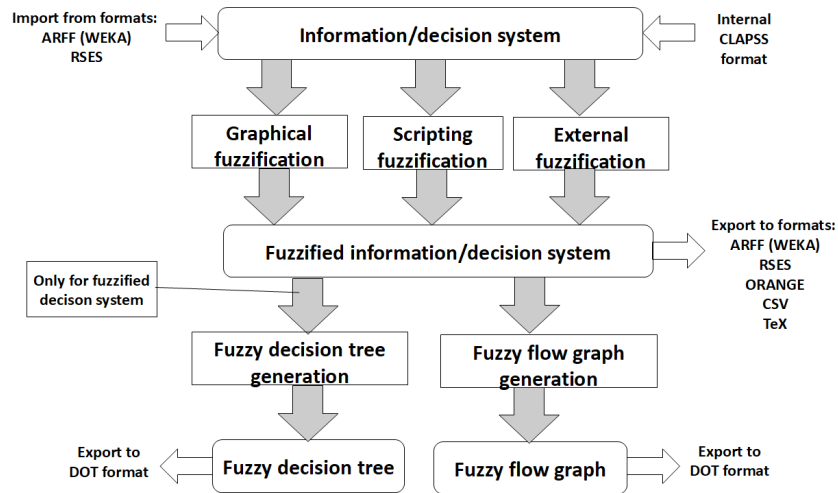 Import from formats:
ARFF (WEKA)
RSES
Information/decision system
Internal
CLAPSS
format
Graphical
fuzzification
Scripting
fuzzification
External
fuzzification
Fuzzified information/decision system
Export to formats:
ARFF (WEKA)
RSES
ORANGE
CSV
TeX
Only for fuzzified
decison system
Fuzzy decision tree
generation
Fuzzy flow graph
generation
Export to
DOT format
Fuzzy decision tree
Fuzzy flow graph
Export to
DOT format